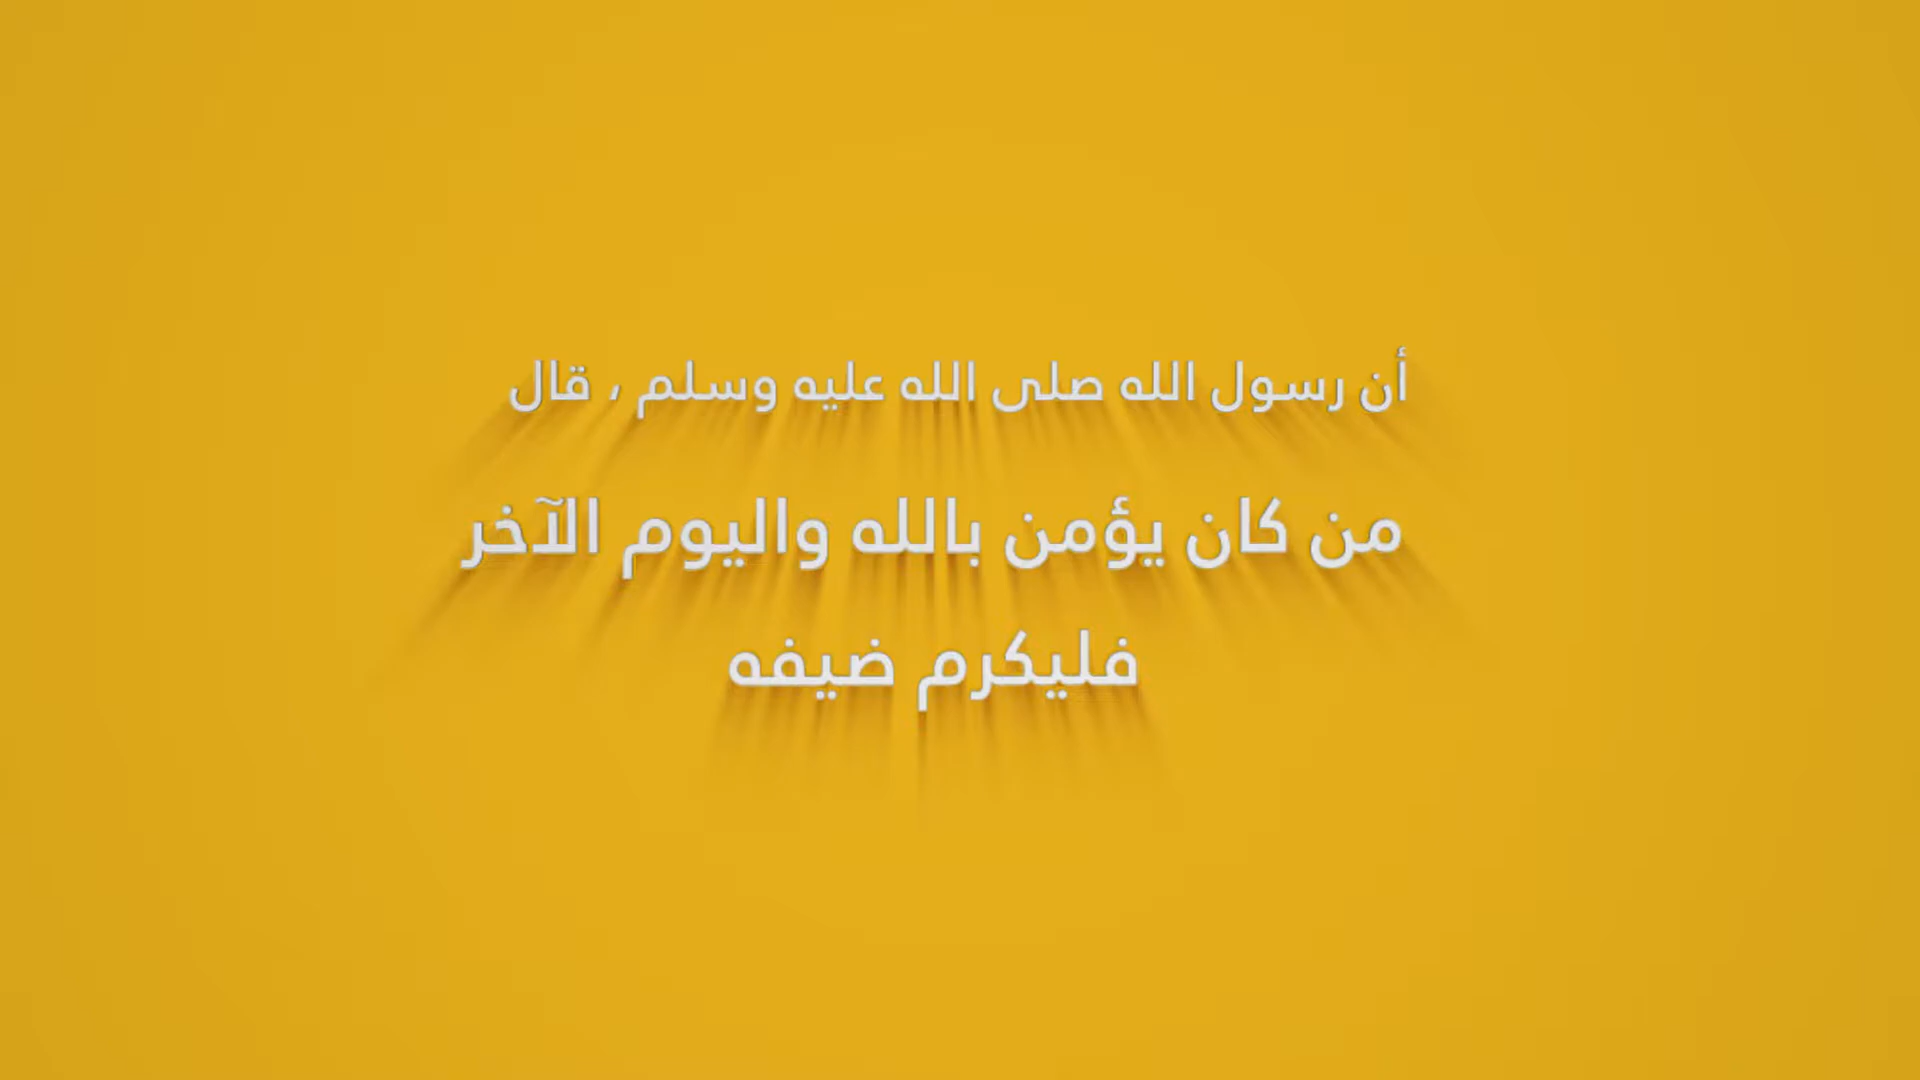 أن رسول الله صلى الله عليه وسلم ، قال
من كان يؤمن بالله واليوم الآخر
فليكرم ضيفه